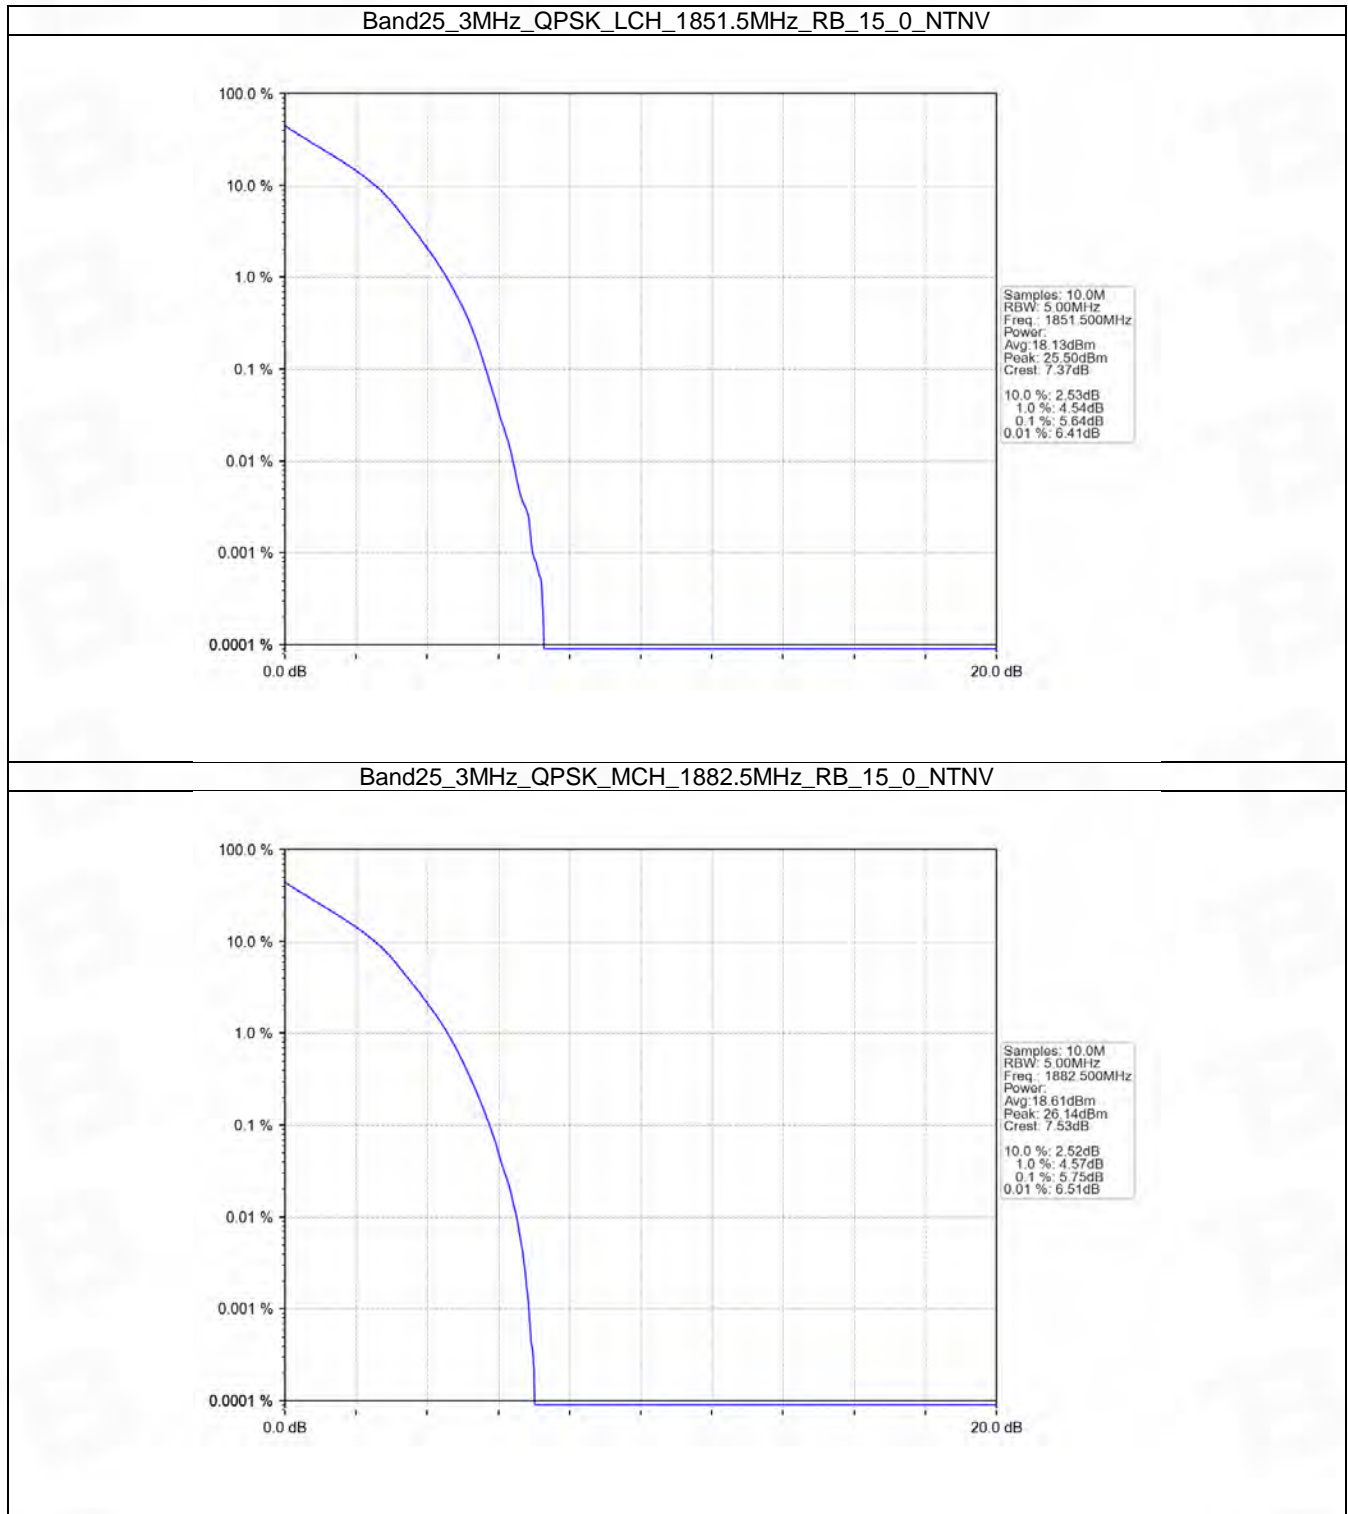 Band25_3MHz_QPSK_LCH_1851.5MHz_RB_15_0_NTNV
100.0 %
10.0 %
1.0 %
0.1 %
0.01 %
0.001 %
0.0001 %
0.0 dB
20.0 dB
Samples: 10.0M
RBW: 5.00MHz
Freq.: 1851.500MHz
Power:
Avg:18.13dBm
Peak: 25.50dBm
Crest: 7.37dB
10.0 %: 2.53dB
1.0 %: 4.54dB
0.1 %: 5.64dB
0.01 %: 6.41dB
Band25_3MHz_QPSK_MCH_1882.5MHz_RB_15_0_NTNV
100.0 %
10.0 %
1.0 %
0.1 %
0.01 %
0.001 %
0.0001 %
0.0 dB
20.0 dB
Samples: 10.0M
RBW: 5.00MHz
Freq.: 1882.500MHz
Power:
Avg:18.61dBm
Peak: 26.14dBm
Crest: 7.53dB
10.0 %: 2.52dB
1.0 %: 4.57dB
0.1 %: 5.75dB
0.01 %: 6.51dB